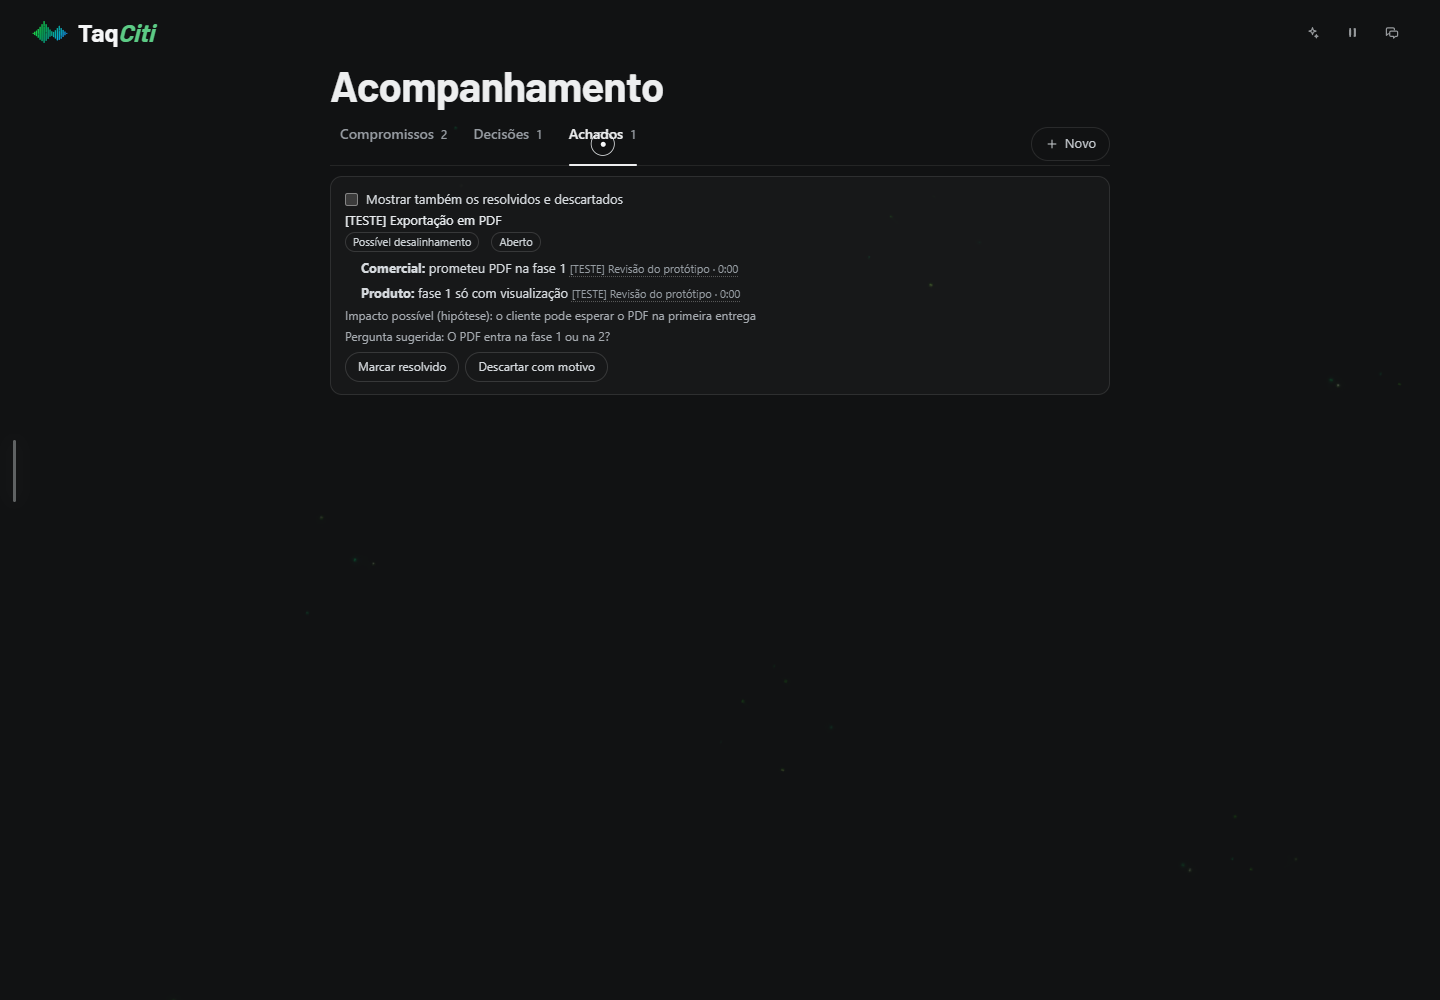 TaqCiti
Acompanhamento
Compromissos 2 Decisões 1 Achados 1
+ Novo
Mostrar também os resolvidos e descartados
[TESTE] Exportação em PDF
Possível desalinhamento Aberto
Comercial: prometeu PDF na fase 1 [TESTE] Revisão do protótipo · 0:00
Produto: fase 1 só com visualização [TESTE] Revisão do protótipo · 0:00
Impacto possível (hipótese): o cliente pode esperar o PDF na primeira entrega
Pergunta sugerida: O PDF entra na fase 1 ou na 2?
Marcar resolvido Descartar com motivo